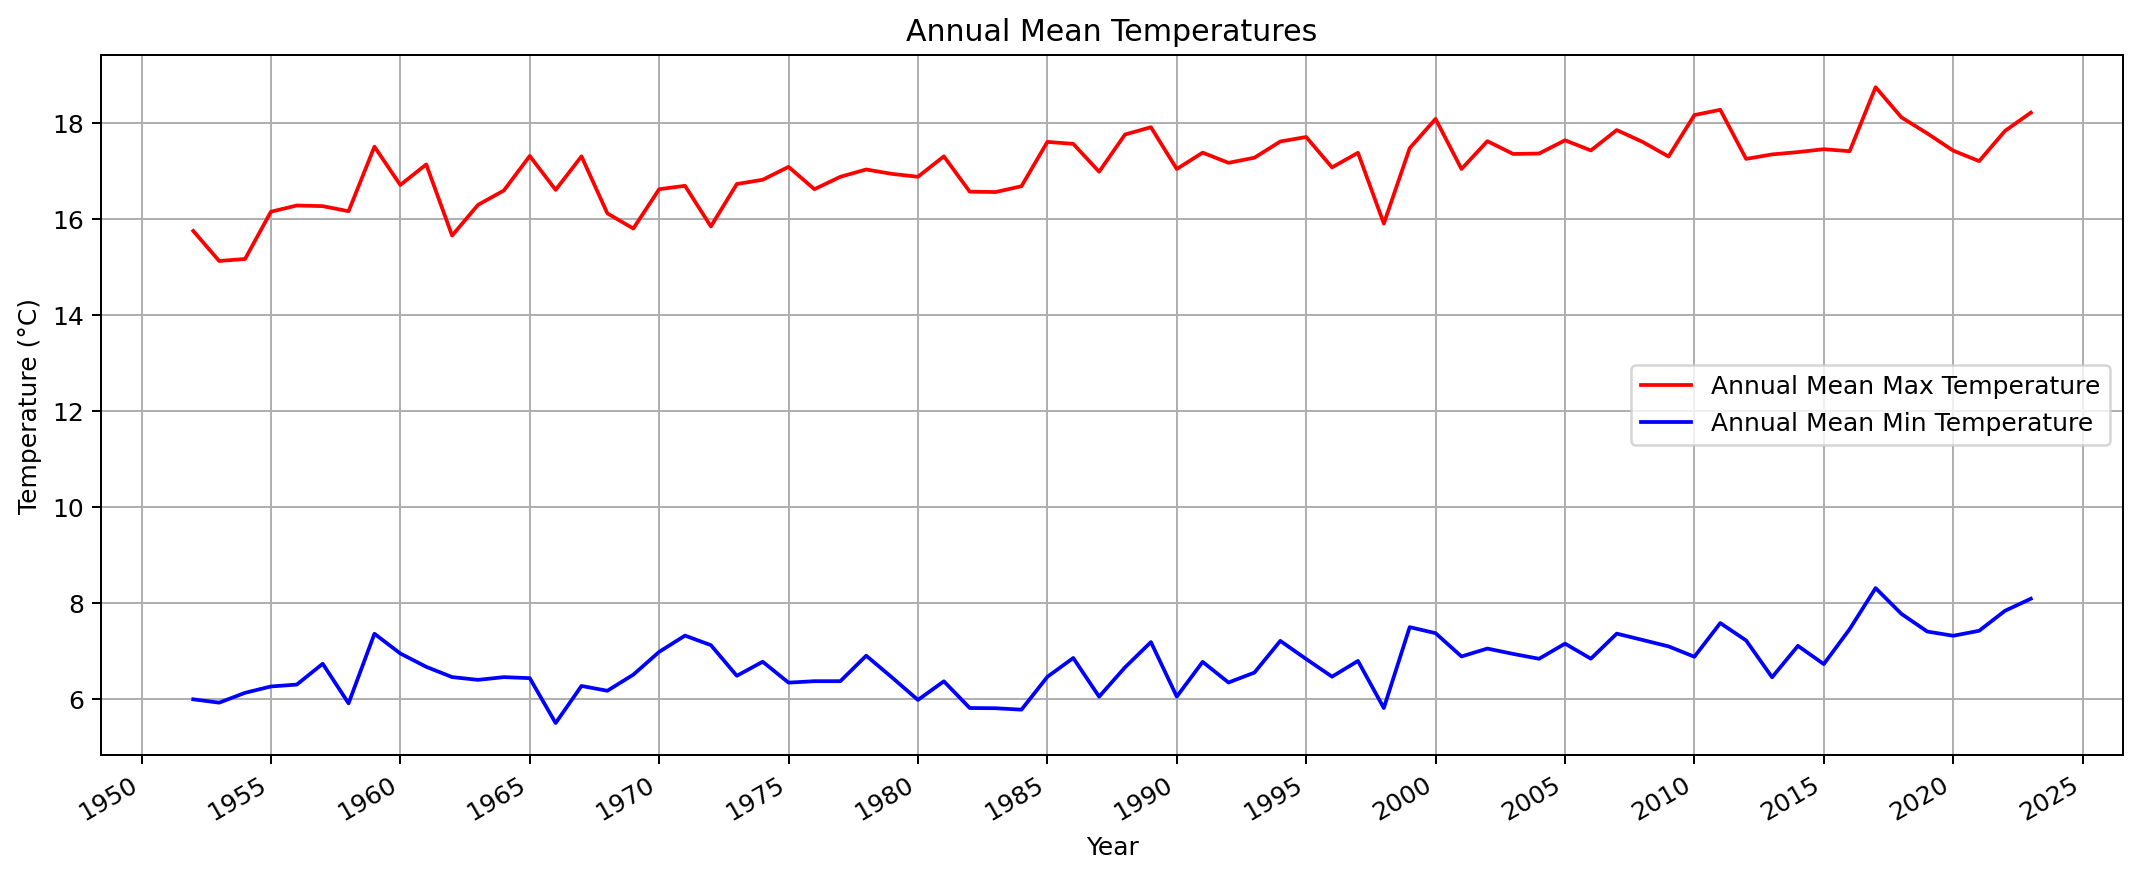 Annual Mean Temperatures
Temperature (°C)
18
16
14
12
10
8
6
Annual Mean Max Temperature
Annual Mean Min Temperature
1950 1955 1960 1965 1970 1975 1980 1985 1990 1995 2000 2005 2010 2015 2020 2025
Year